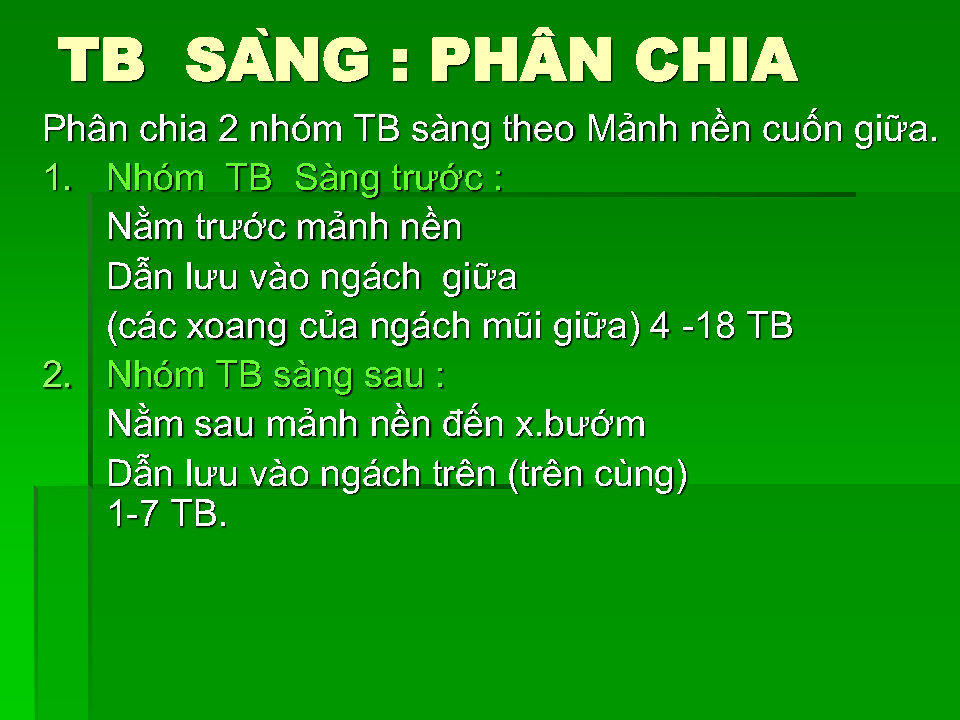 TB SÀNG : PHÂN CHIA
Phân chia 2 nhóm TB sàng theo Mảnh nền cuốn giữa.
1. Nhóm TB Sàng trước :
Nằm trước mảnh nền
Dẫn lưu vào ngách giữa
(các xoang của ngách mũi giữa) 4 -18 TB
2. Nhóm TB sàng sau :
Nằm sau mảnh nền đến x.bướm
Dẫn lưu vào ngách trên (trên cùng)
1-7 TB.